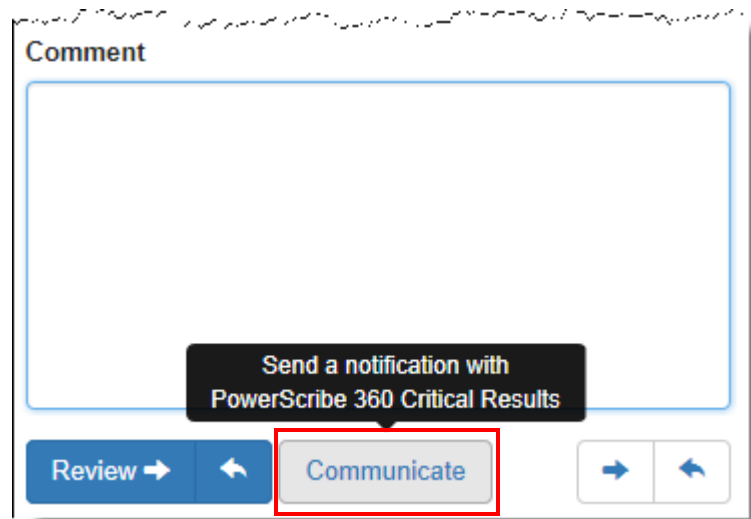 Comment
Send a notification with
PowerScribe 360 Critical Results
Review
Communicate